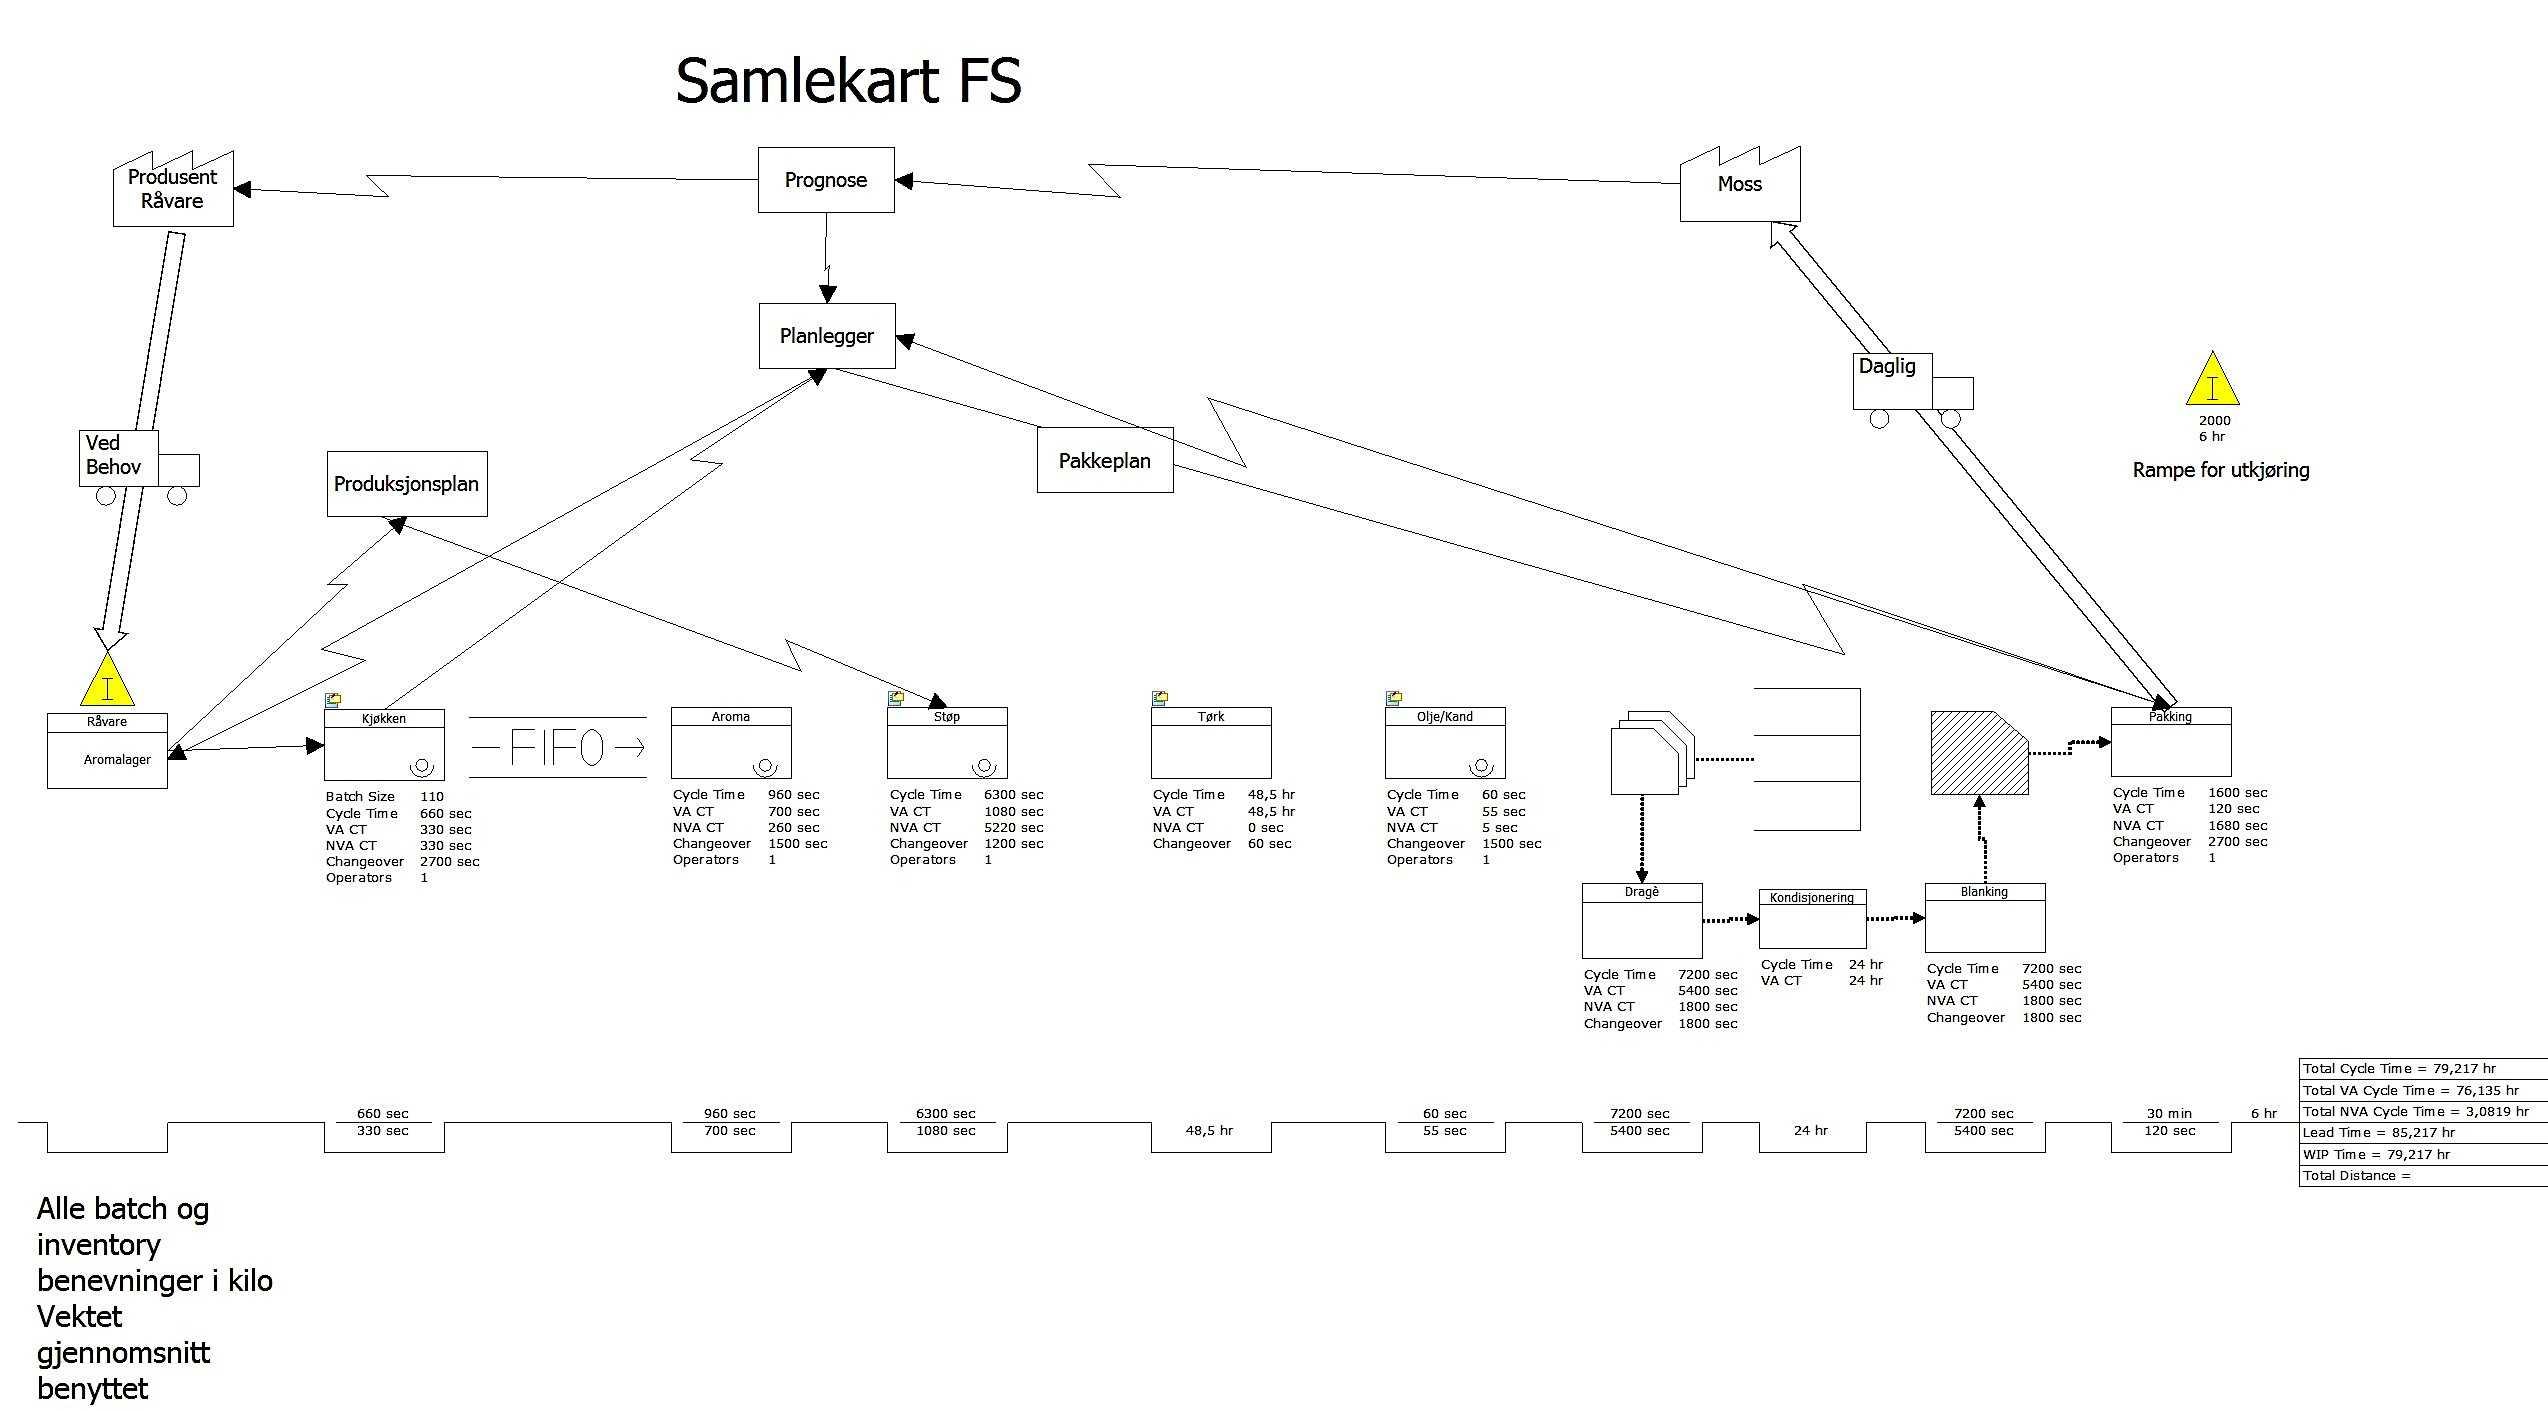 Samlekart FS
Produsent
Råvare
Prognose
Moss
Planlegger
Daglig
2000
6 hr
Rampe for utkjøring
Ved
Behov
Produksjonsplan
Pakkeplan
Råvare
Aromalager
Kjøkken
Batch Size 110
Cycle Time 660 sec
VA CT 330 sec
NVA CT 330 sec
Changeover 2700 sec
Operators 1
FIFO
Aroma
Cycle Time 960 sec
VA CT 700 sec
NVA CT 260 sec
Changeover 1500 sec
Operators 1
Støp
Cycle Time 6300 sec
VA CT 1080 sec
NVA CT 5220 sec
Changeover 1200 sec
Operators 1
Tørk
Cycle Time 48,5 hr
VA CT 48,5 hr
NVA CT 0 sec
Changeover 60 sec
Olje/Kand
Cycle Time 60 sec
VA CT 55 sec
NVA CT 5 sec
Changeover 1500 sec
Operators 1
Pakking
Cycle Time 1600 sec
VA CT 120 sec
NVA CT 1680 sec
Changeover 2700 sec
Operators 1
Dragè
Cycle Time 7200 sec
VA CT 5400 sec
NVA CT 1800 sec
Changeover 1800 sec
Kondisjonering
Cycle Time 24 hr
VA CT 24 hr
Blanking
Cycle Time 7200 sec
VA CT 5400 sec
NVA CT 1800 sec
Changeover 1800 sec
660 sec
330 sec
960 sec
700 sec
6300 sec
1080 sec
48,5 hr
60 sec
55 sec
7200 sec
5400 sec
24 hr
7200 sec
5400 sec
30 min
120 sec
6 hr
Total Cycle Time = 79,217 hr
Total VA Cycle Time = 76,135 hr
Total NVA Cycle Time = 3,0819 hr
Lead Time = 85,217 hr
WIP Time = 79,217 hr
Total Distance =
Alle batch og
inventory
benevninger i kilo
Vektet
gjennomsnitt
benyttet